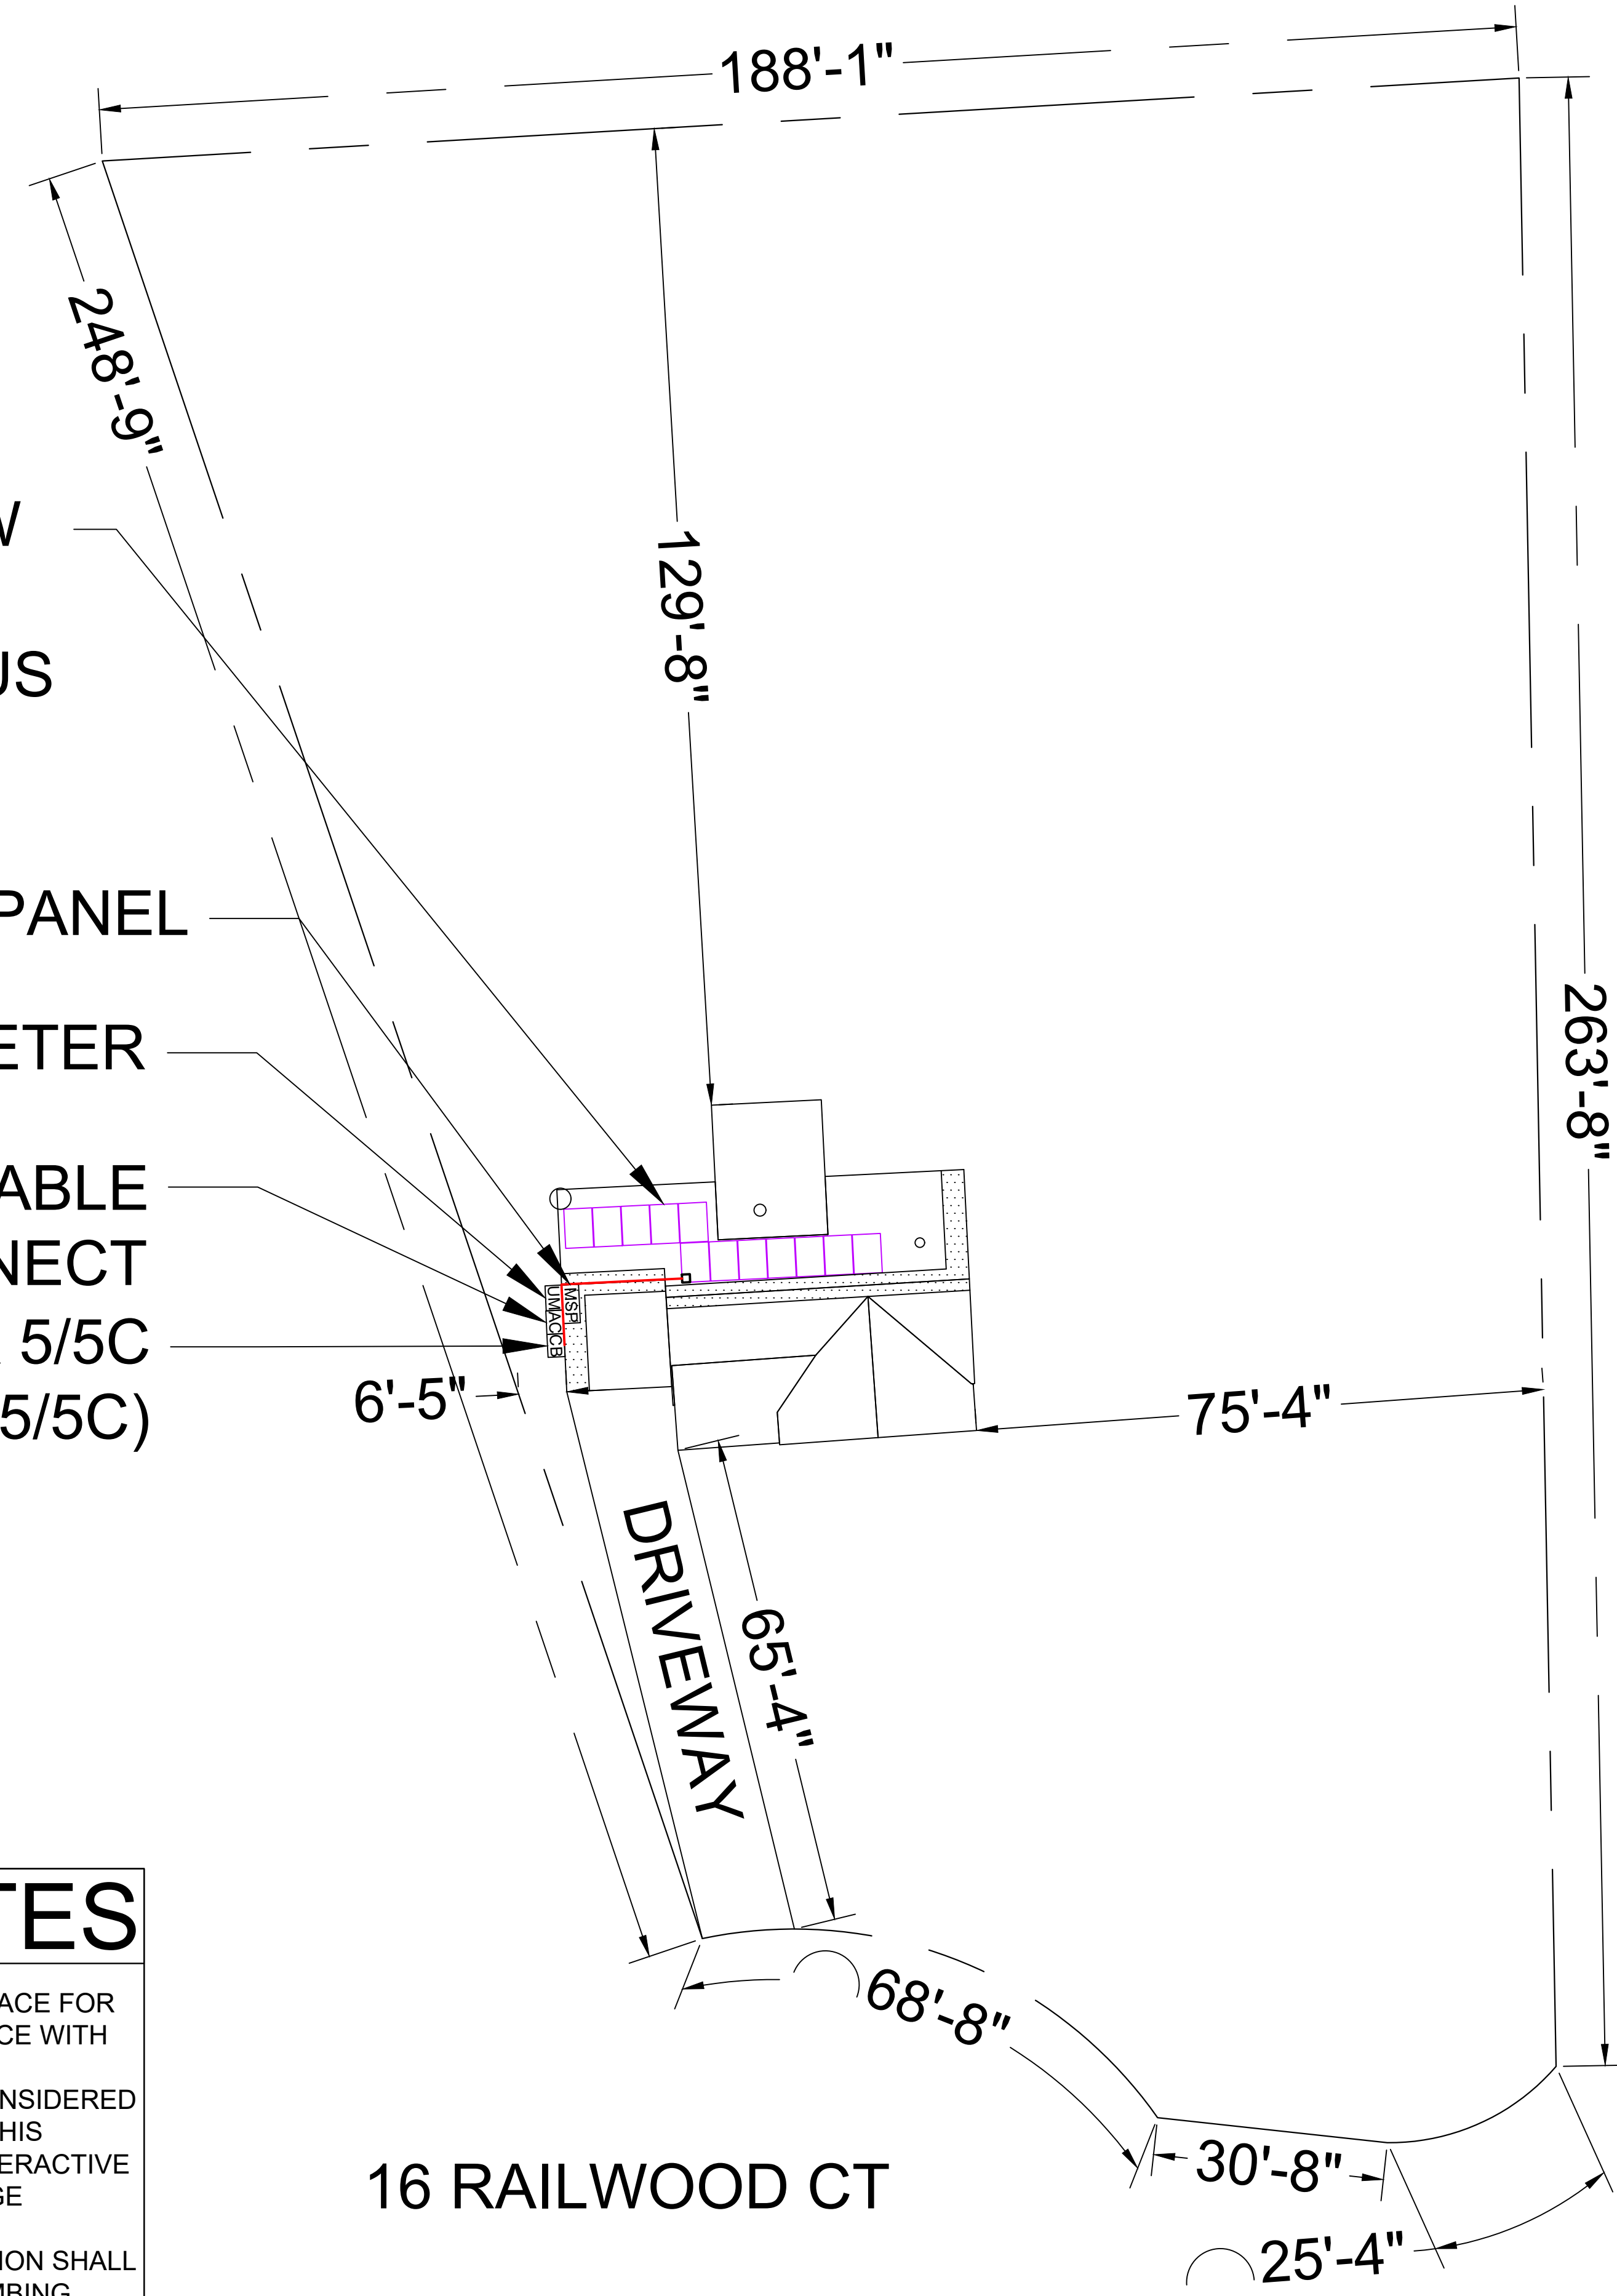 188'-1"
248'-9"
129'-8"
W
US
PANEL
ETER
263'-8"
ABLE
NECT
MSP
UM
AC
CB
5/5C
5/5C)
6'-5"
75'-4"
DRIVEWAY
65'-4"
TES
ACE FOR
CE WITH
68'-8"
NSIDERED
HIS
ERACTIVE
GE
30'-8"
16 RAILWOOD CT
ION SHALL
MBING
25'-4"